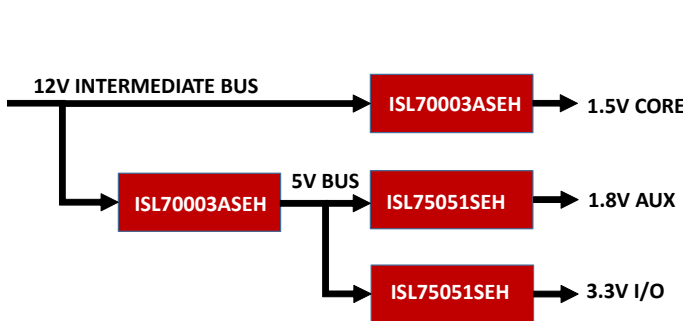 12V INTERMEDIATE BUS
ISL70003ASEH
1.5V CORE
ISL70003ASEH
5V BUS
ISL75051SEH
1.8V AUX
ISL75051SEH
3.3V I/O